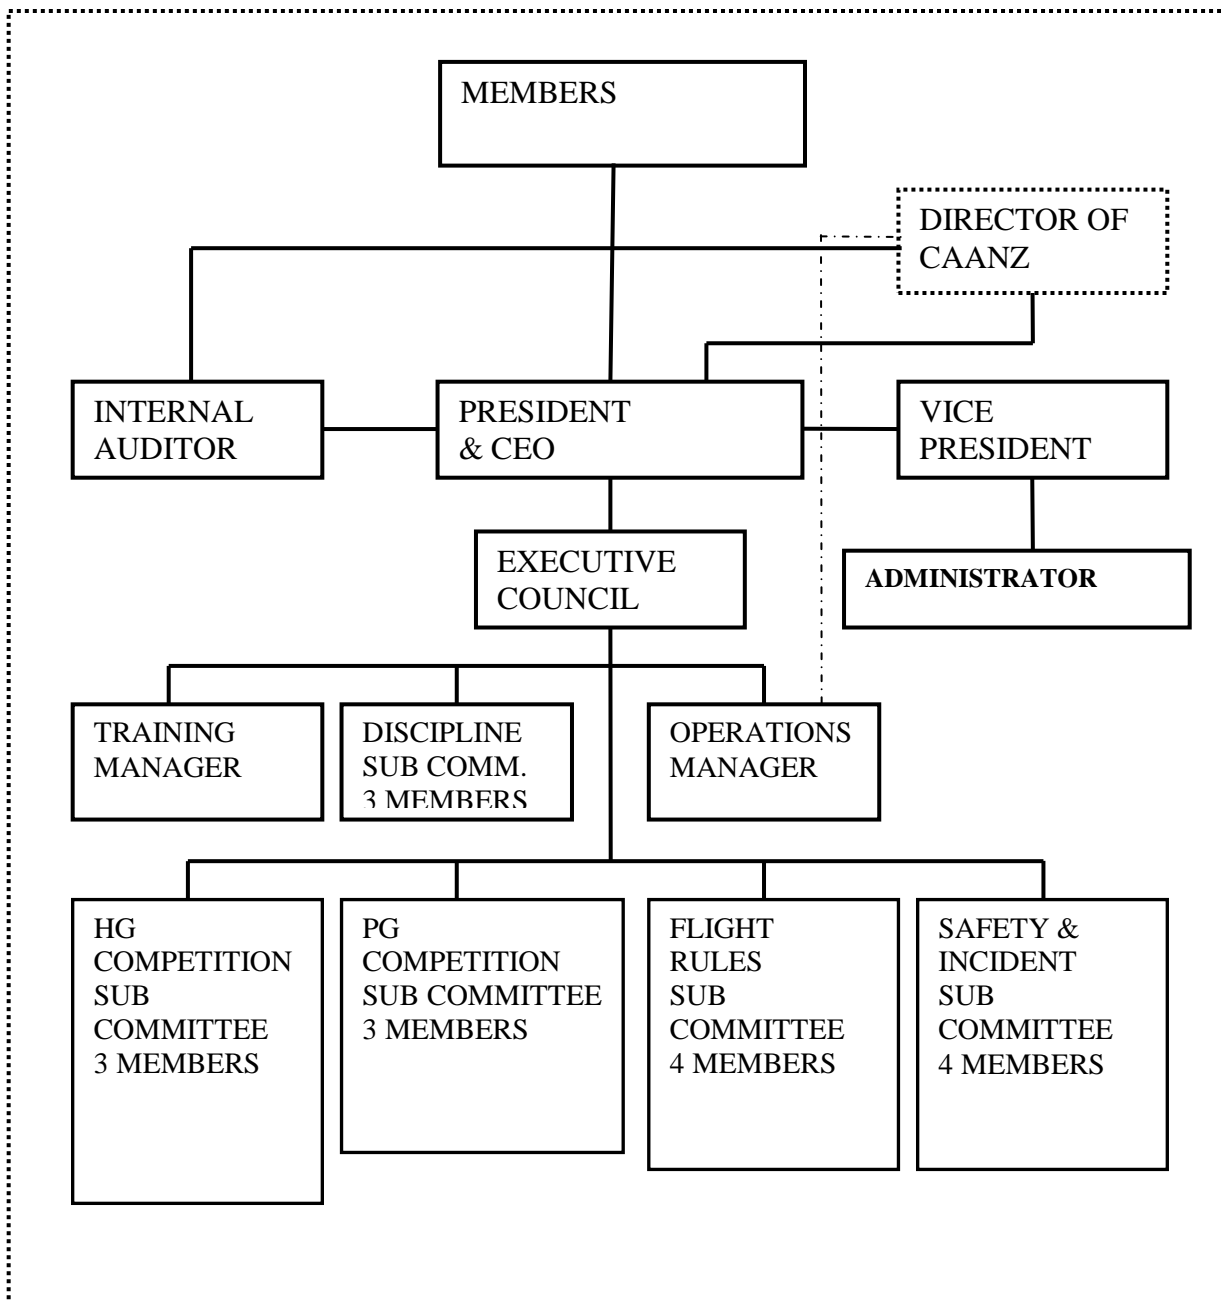 MEMBERS
DIRECTOR OF
CAANZ
INTERNAL
AUDITOR
PRESIDENT
& CEO
VICE
PRESIDENT
EXECUTIVE
COUNCIL
ADMINISTRATOR
TRAINING
MANAGER
DISCIPLINE
SUB COMM.
3 MEMBERS
OPERATIONS
MANAGER
HG
COMPETITION
SUB
COMMITTEE
3 MEMBERS
PG
COMPETITION
SUB COMMITTEE
3 MEMBERS
FLIGHT
RULES
SUB
COMMITTEE
4 MEMBERS
SAFETY &
INCIDENT
SUB
COMMITTEE
4 MEMBERS